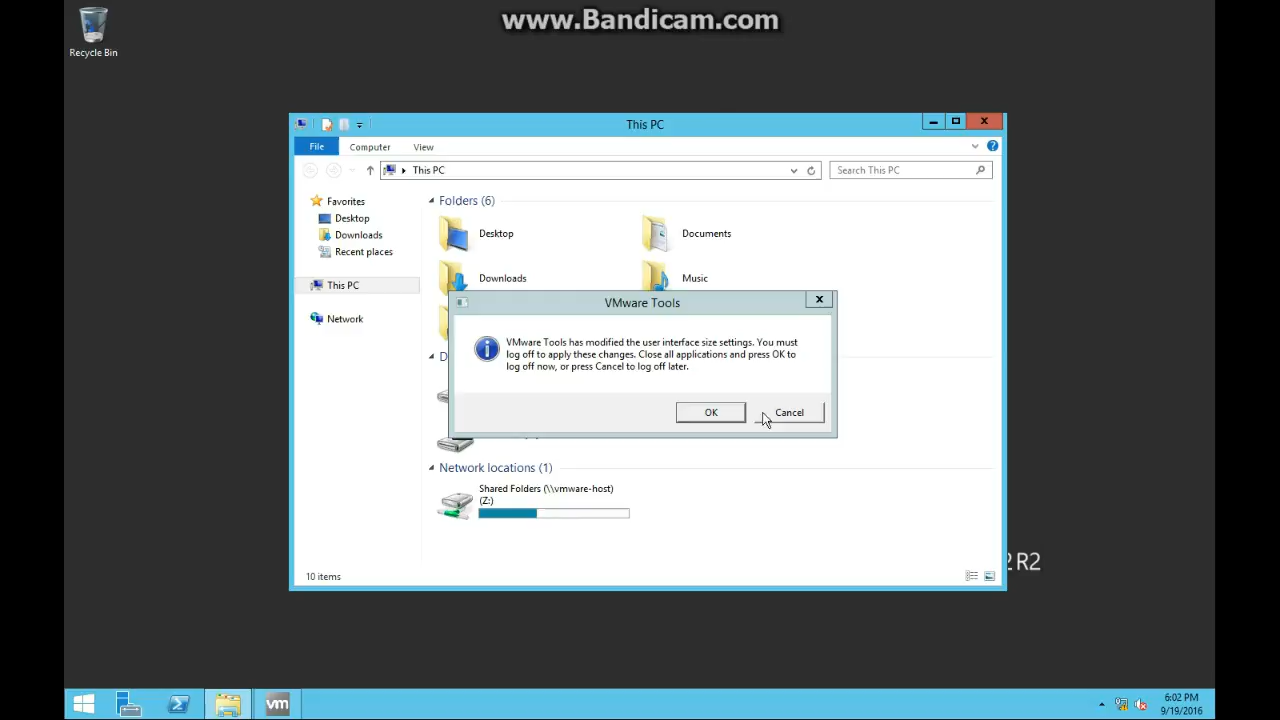 www.Bandicam.com
Recycle Bin
This PC
File
Computer
View
This PC
Search This PC
Favorites
Desktop
Downloads
Recent places
This PC
Network
Folders (6)
Desktop
Documents
Downloads
Music
VMware Tools
VMware Tools has modified the user interface size settings. You must
log off to apply these changes. Close all applications and press OK to
log off now, or press Cancel to log off later.
OK
Cancel
Network locations (1)
Shared Folders (\\vmware-host)
(Z:)
10 items
R2
vm
6:02 PM
9/19/2016